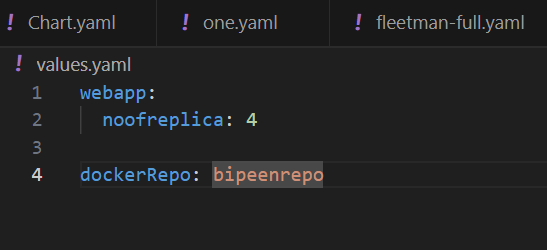 ! Chart.yaml ! one.yaml ! fleetman-full.yaml
! values.yaml
1 webapp:
2 noofreplica: 4
3
4 dockerRepo: bipeenrepo